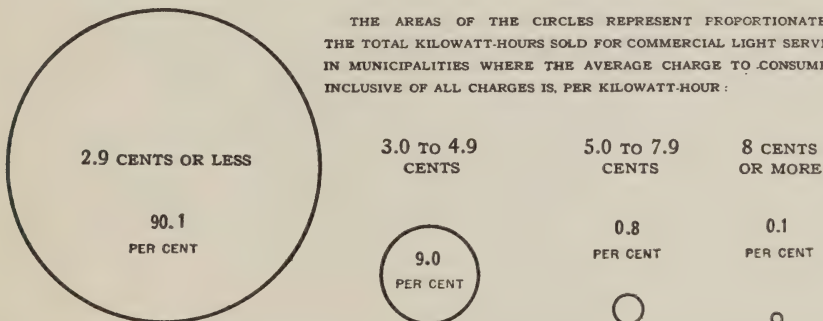 THE AREAS OF THE CIRCLES REPRESENT PROPORTIONATE
THE TOTAL KILOWATT-HOURS SOLD FOR COMMERCIAL LIGHT SERVI
IN MUNICIPALITIES WHERE THE AVERAGE CHARGE TO CONSUME
INCLUSIVE OF ALL CHARGES IS, PER KILOWATT-HOUR :
2.9 CENTS OR LESS
90.1
PER CENT
3.0 TO 4.9
CENTS
9.0
PER CENT
5.0 TO 7.9
CENTS
0.8
PER CENT
8 CENTS
OR MORE
0.1
PER CENT